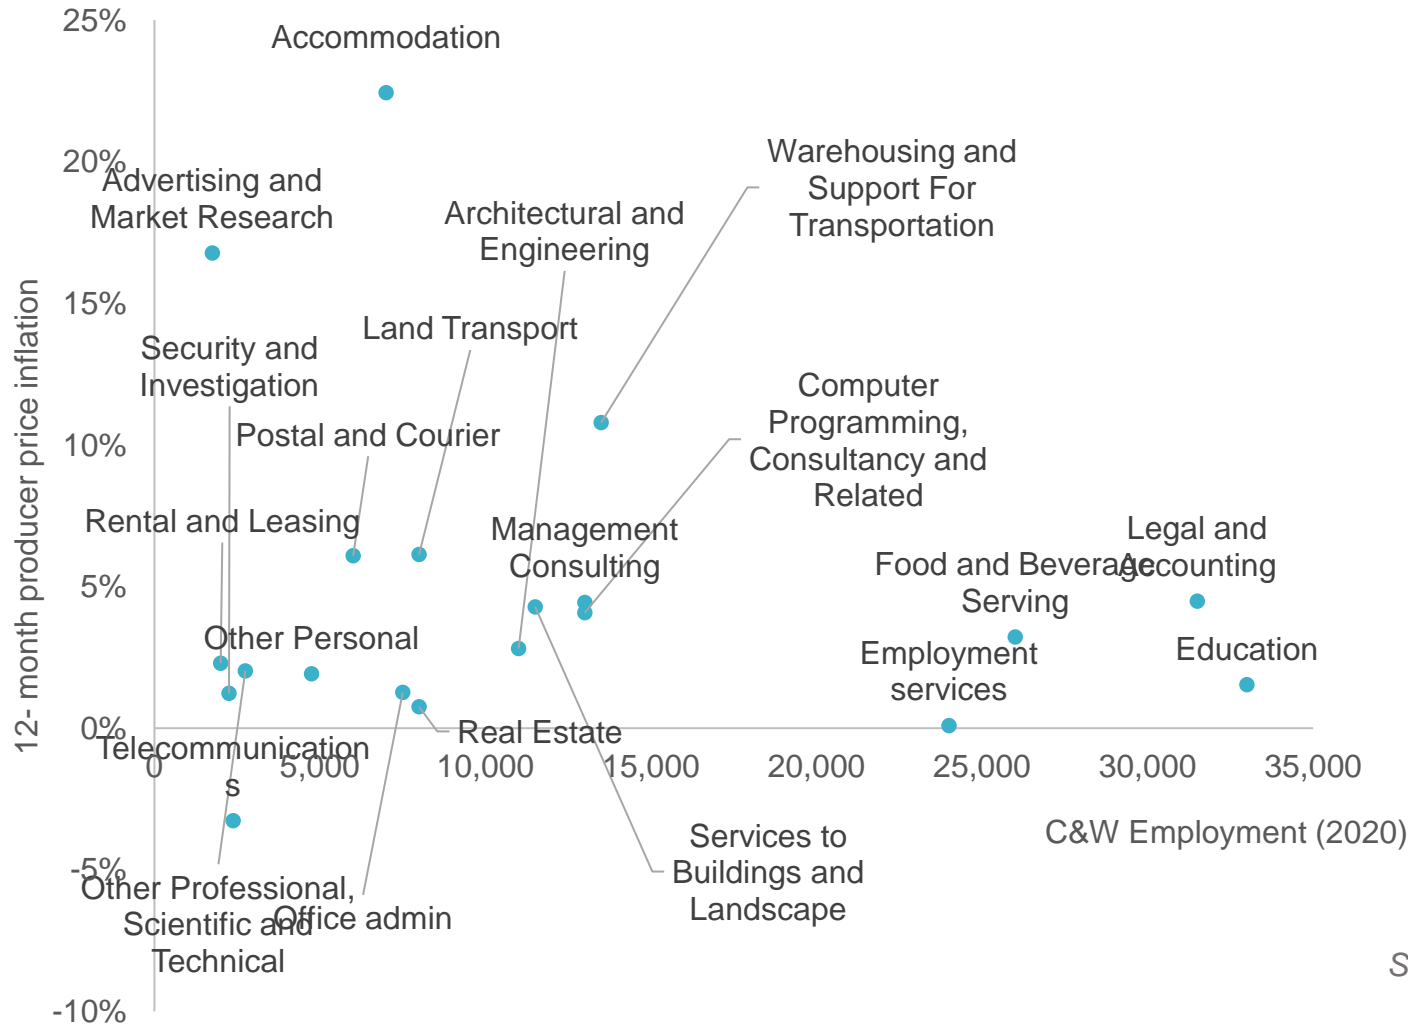 25%
Accommodation
20%
Advertising and
Market Research
Warehousing and
Support For
Transportation
Architectural and
Engineering
15%
Land Transport
Security and
Investigation
Computer
Programming,
Consultancy and
Related
10%
Postal and Courier
12- month producer price inflation
Rental and Leasing
Management
Consulting
Legal and
Accounting
Food and Beverage
Serving
5%
Other Personal
Employment
services
Education
0%
Real Estate
Telecommunication
s
0
5,000
10,000
15,000
20,000
25,000
30,000
35,000
C&W Employment (2020)
Services to
Buildings and
Landscape
-5%
Other Professional,
Scientific and
Technical
Office admin
S
-10%